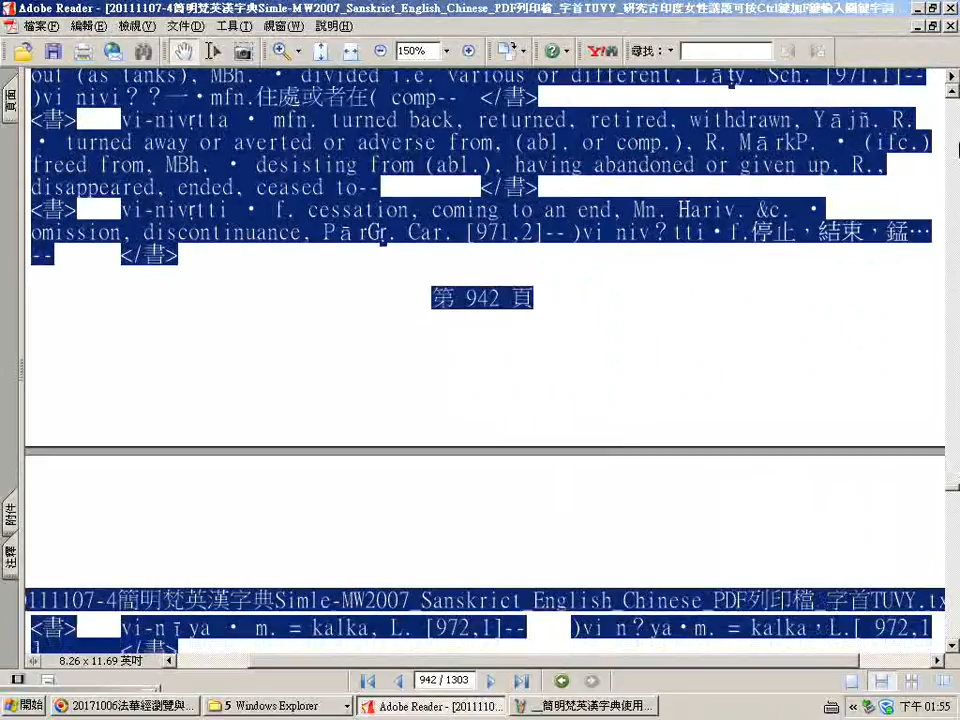 Adobe Reader - [20111107-4簡明梵英漢字典Simle-MW2007_Sanskrict_English_Chinese_PDF列印檔_字首TUVY_研究古印度女性議題可按Ctrl鍵加F鍵輸入關鍵字詞
檔案(F) 編輯(E) 檢視(V) 文件(D) 工具(T) 視窗(W) 說明(H)
150% 尋找:
頁面
out (as tanks), MBh. • divided i.e. various or different, Lāṭy. Sch. [971,1]--
)vi nivi??一•mfn.住處或者在( comp-- </書>
<書> vi-nivṛtta • mfn. turned back, returned, retired, withdrawn, Yājñ. R.
• turned away or averted or adverse from, (abl. or comp.), R. MārkP. • (ifc.)
freed from, MBh. • desisting from (abl.), having abandoned or given up, R.,
disappeared, ended, ceased to-- </書>
<書> vi-nivṛtti • f. cessation, coming to an end, Mn. Hariv. &c. •
omission, discontinuance, PārGṛ. Car. [971,2]-- )vi niv?tti•f.停止，結束，錳…
-- </書>
第 942 頁
附件
註釋
)111107-4簡明梵英漢字典Simle-MW2007_Sanskrict_English_Chinese_PDF列印檔_字首TUVY.tx
<書> vi-nīya • m. = kalka, L. [972,1]-- )vi n?ya•m. = kalka，L.[ 972,1
]-- </書>
8.26 x 11.69 英吋
942 / 1303
開始 20171006法華經瀏覽與... 5 Windows Explorer Adobe Reader - [2011110... __簡明梵英漢字典使用... 下午 01:55